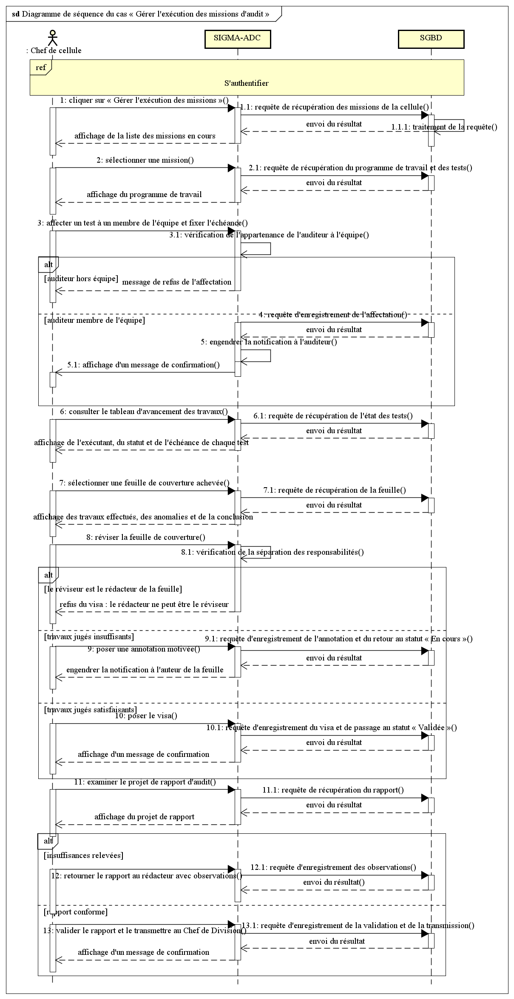 sd Diagramme de séquence du cas « Gérer l'exécution des missions d'audit »
: Chef de cellule
SIGMA-ADC
SGBD
ref
S'authentifier
1: cliquer sur « Gérer l'exécution des missions »()
1.1: requête de récupération des missions de la cellule()
envoi du résultat
1.1.1: traitement de la requête()
affichage de la liste des missions en cours
2: sélectionner une mission()
2.1: requête de récupération du programme de travail et des tests()
envoi du résultat
affichage du programme de travail
3: affecter un test à un membre de l'équipe et fixer l'échéance()
3.1: vérification de l'appartenance de l'auditeur à l'équipe()
alt
[auditeur hors équipe]
message de refus de l'affectation
4: requête d'enregistrement de l'affectation()
[auditeur membre de l'équipe]
envoi du résultat
5: engendrer la notification à l'auditeur()
5.1: affichage d'un message de confirmation()
6: consulter le tableau d'avancement des travaux()
6.1: requête de récupération de l'état des tests()
envoi du résultat
affichage de l'exécutant, du statut et de l'échéance de chaque test
7: sélectionner une feuille de couverture achevée()
7.1: requête de récupération de la feuille()
envoi du résultat
affichage des travaux effectués, des anomalies et de la conclusion
8: réviser la feuille de couverture()
8.1: vérification de la séparation des responsabilités()
alt
[le réviseur est le rédacteur de la feuille]
refus du visa : le rédacteur ne peut être le réviseur
[travaux jugés insuffisants]
9.1: requête d'enregistrement de l'annotation et du retour au statut « En cours »()
9: poser une annotation motivée()
envoi du résultat
engendrer la notification à l'auteur de la feuille
[travaux jugés satisfaisants]
10: poser le visa()
10.1: requête d'enregistrement du visa et de passage au statut « Validée »()
envoi du résultat
affichage d'un message de confirmation
11: examiner le projet de rapport d'audit()
11.1: requête de récupération du rapport()
envoi du résultat
affichage du projet de rapport
alt
[insuffisances relevées]
12.1: requête d'enregistrement des observations()
12: retourner le rapport au rédacteur avec observations()
envoi du résultat()
[rapport conforme]
13.1: requête d'enregistrement de la validation et de la transmission()
13: valider le rapport et le transmettre au Chef de Division()
envoi du résultat
affichage d'un message de confirmation